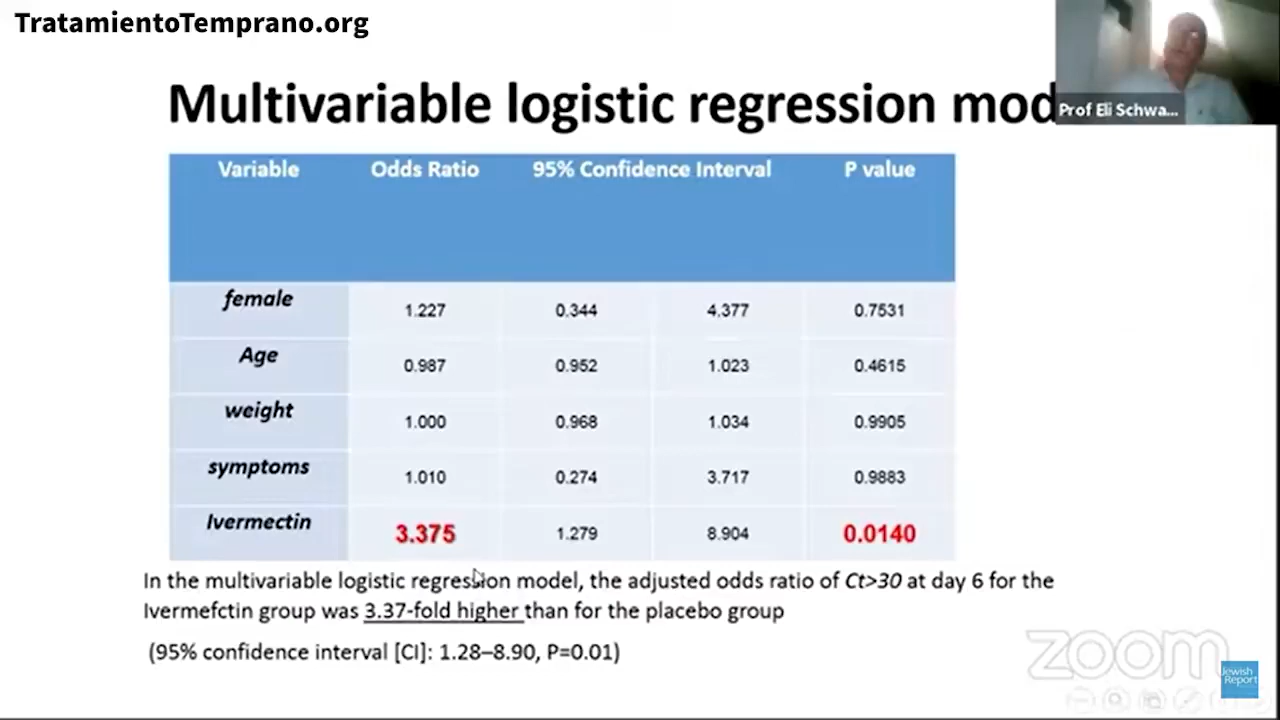 TratamientoTemprano.org
Multivariable logistic regression mod
Prof Eli Schwa...
Variable Odds Ratio 95% Confidence Interval P value
female 1.227 0.344 4.377 0.7531
Age 0.987 0.952 1.023 0.4615
weight 1.000 0.968 1.034 0.9905
symptoms 1.010 0.274 3.717 0.9883
Ivermectin 3.375 1.279 8.904 0.0140
In the multivariable logistic regression model, the adjusted odds ratio of Ct>30 at day 6 for the
Ivermefctin group was 3.37-fold higher than for the placebo group
(95% confidence interval [CI]: 1.28–8.90, P=0.01)
zoom
Jewish
Report